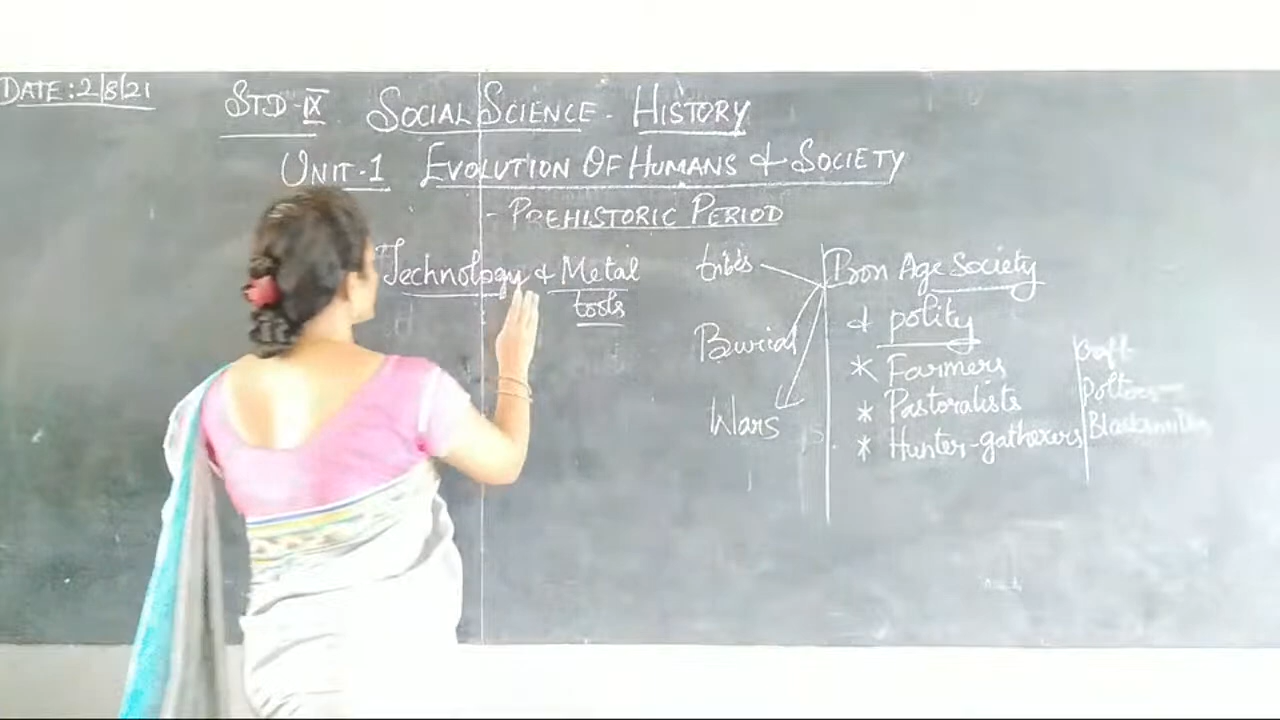 DATE: 2/8/21
STD-IX SOCIAL SCIENCE - HISTORY
UNIT-1 EVOLUTION OF HUMANS & SOCIETY
- PREHISTORIC PERIOD
Technology & Metal
tools
tribes
Burial
Wars
Iron Age Society
& polity
* Farmers
* Pastoralists
* Hunter-gatherers
Potters
Blacksmiths